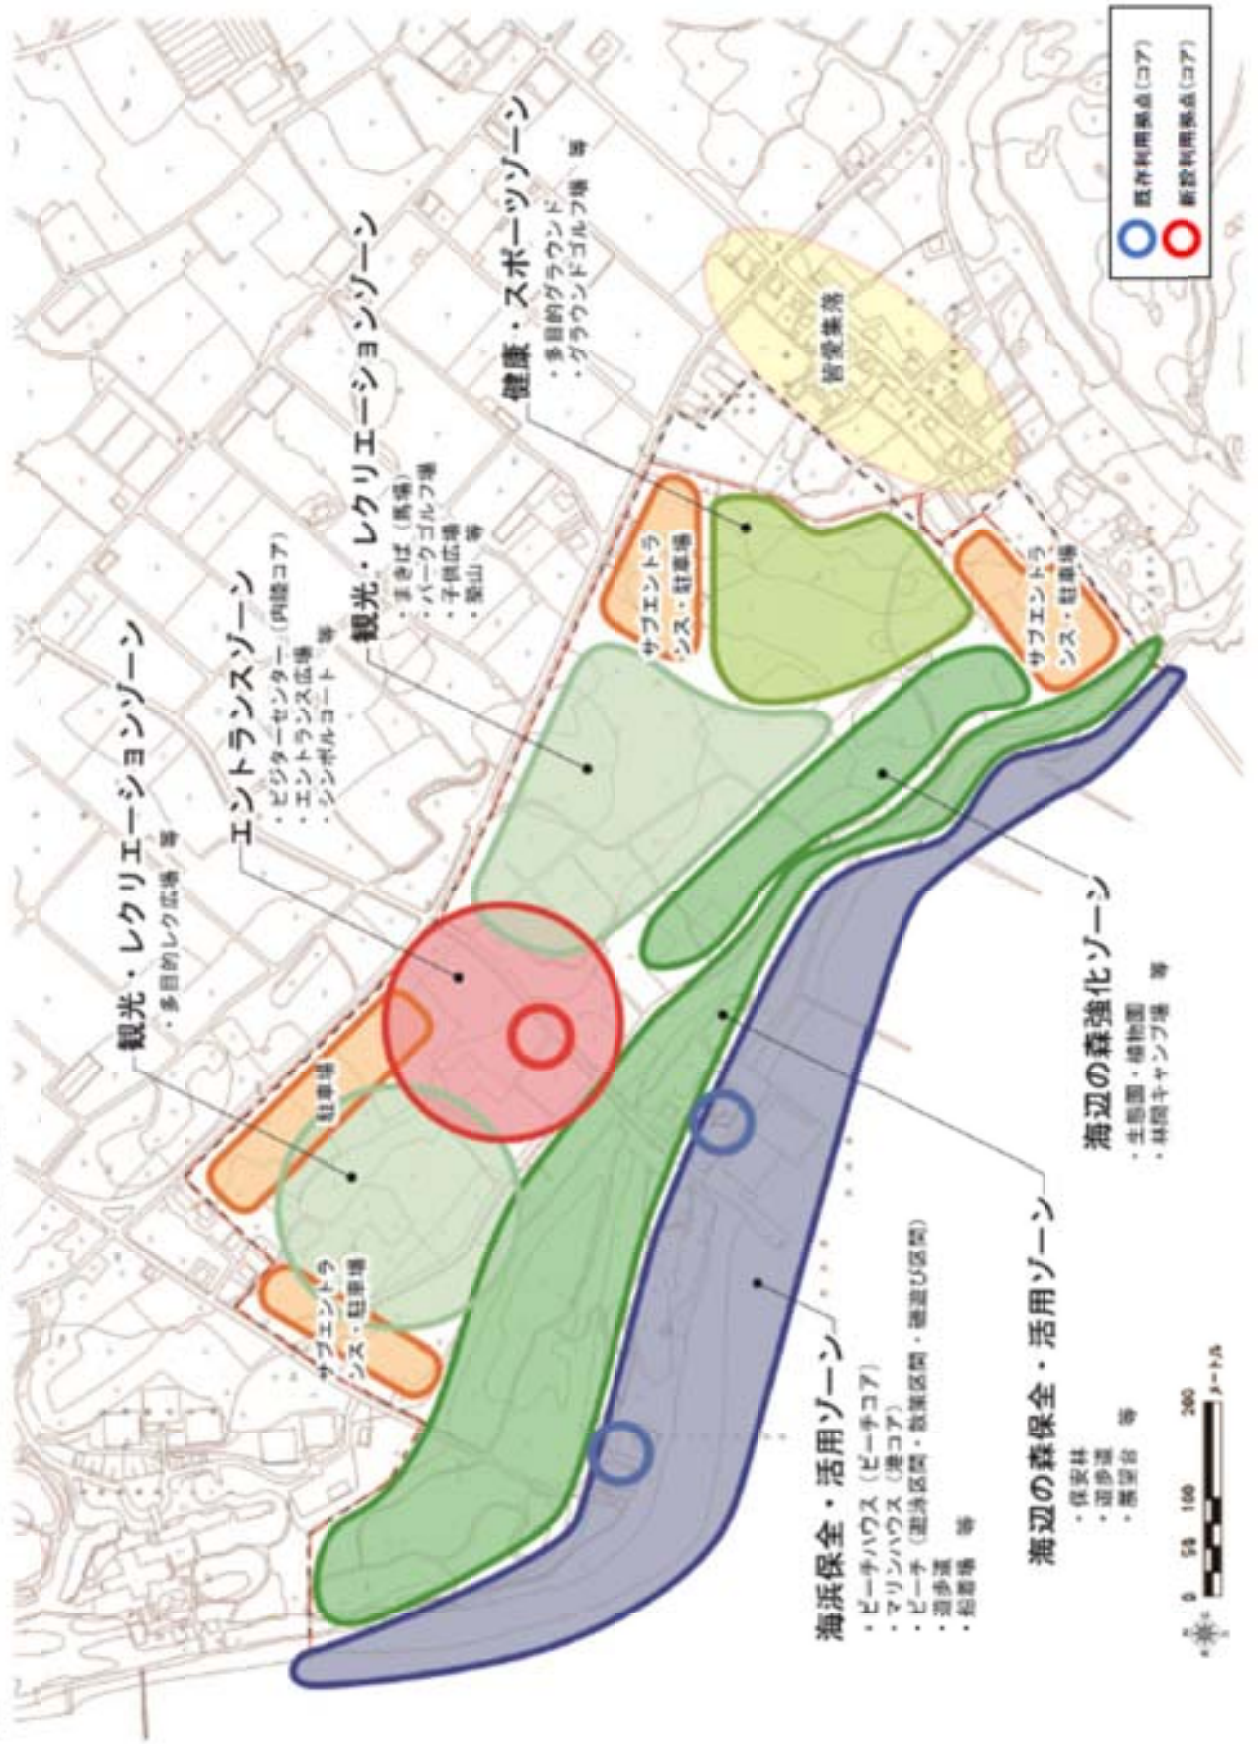 観光・レクリエーションゾーン
・多目的レク広場 等
エントランスゾーン
・ビジターセンター（内陸コア）
・エントランス広場
・シンボルコート 等
観光・レクリエーションゾーン
・まきば（馬場）
・パークゴルフ場
・子供広場
・築山 等
健康・スポーツゾーン
・多目的グラウンド
・グラウンドゴルフ場 等
サブエントラ
ンス・駐車場
駐車場
サブエントラ
ンス・駐車場
サブエントラ
ンス・駐車場
皆愛集落
海浜保全・活用ゾーン
・ビーチハウス（ビーチコア）
・マリンハウス（港コア）
・ビーチ（遊泳区間・散策区間・磯遊び区間）
・遊歩道
・船置場 等
海辺の森保全・活用ゾーン
・保安林
・遊歩道
・展望台 等
海辺の森強化ゾーン
・生態園・植物園
・林間キャンプ場 等
既存利用拠点(コア)
新設利用拠点(コア)
0 50 100 200
メートル